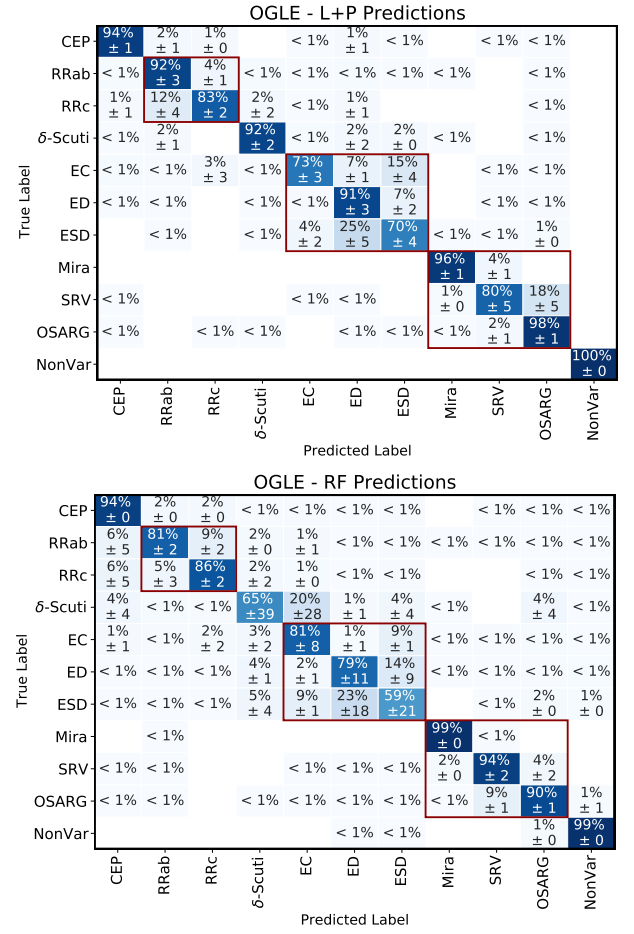 OGLE - L+P Predictions
CEP 94% ± 1 2% ± 1 1% ± 0 < 1% 1% ± 1 < 1% < 1% < 1%
RRab < 1% 92% ± 3 4% ± 1 < 1% < 1% < 1% < 1% < 1% < 1%
RRc 1% ± 1 12% ± 4 83% ± 2 2% ± 2 < 1% 1% ± 1 < 1%
δ-Scuti < 1% 2% ± 1 92% ± 2 < 1% 2% ± 2 2% ± 0 < 1% < 1%
EC < 1% < 1% 3% ± 3 < 1% 73% ± 3 7% ± 1 15% ± 4 < 1% < 1%
ED < 1% < 1% < 1% < 1% 91% ± 3 7% ± 2 < 1% < 1%
ESD < 1% < 1% 4% ± 2 25% ± 5 70% ± 4 < 1% < 1% 1% ± 0
Mira 96% ± 1 4% ± 1
SRV < 1% < 1% < 1% 1% ± 0 80% ± 5 18% ± 5
OSARG < 1% < 1% < 1% < 1% < 1% < 1% 2% ± 1 98% ± 1
NonVar 100% ± 0
True Label
CEP RRab RRc δ-Scuti EC ED ESD Mira SRV OSARG NonVar
Predicted Label
OGLE - RF Predictions
CEP 94% ± 0 2% ± 0 2% ± 0 < 1% < 1% < 1% < 1% < 1% < 1% < 1%
RRab 6% ± 5 81% ± 2 9% ± 2 2% ± 0 1% ± 1 < 1% < 1% < 1% < 1% < 1% < 1%
RRc 6% ± 5 5% ± 3 86% ± 2 2% ± 2 1% ± 0 < 1% < 1% < 1% < 1%
δ-Scuti 4% ± 4 < 1% < 1% 65% ±39 20% ±28 1% ± 1 4% ± 4 < 1% 4% ± 4 < 1%
EC 1% ± 1 < 1% 2% ± 2 3% ± 2 81% ± 8 1% ± 1 9% ± 1 < 1% < 1% < 1% < 1%
ED < 1% < 1% < 1% 4% ± 1 2% ± 1 79% ±11 14% ± 9 < 1% < 1% < 1% < 1%
ESD < 1% < 1% < 1% 5% ± 4 9% ± 1 23% ±18 59% ±21 < 1% 2% ± 0 1% ± 0
Mira < 1% 99% ± 0 < 1%
SRV < 1% < 1% < 1% < 1% < 1% 2% ± 0 94% ± 2 4% ± 2
OSARG < 1% < 1% < 1% < 1% < 1% < 1% < 1% 9% ± 1 90% ± 1 1% ± 1
NonVar < 1% < 1% 1% ± 0 99% ± 0
True Label
CEP RRab RRc δ-Scuti EC ED ESD Mira SRV OSARG NonVar
Predicted Label